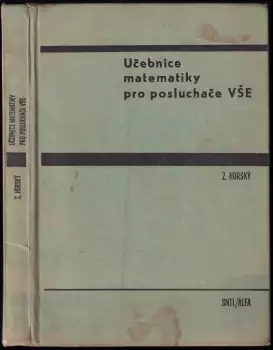 UČEBNICE MATEMATIKY
PRO POSLUCHAČE VŠE
Z. HORSKÝ
Učebnice
matematiky
pro posluchače VŠE
Z. HORSKÝ
SNTL/ALFA